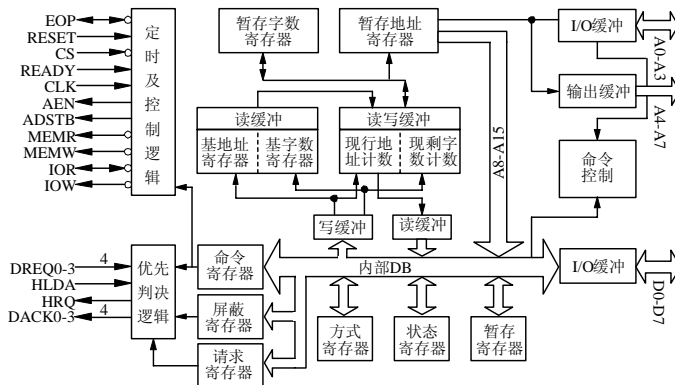 EOP
RESET
CS
READY
CLK
AEN
ADSTB
MEMR
MEMW
IOR
IOW
定时及控制逻辑
暂存字数
寄存器
暂存地址
寄存器
I/O缓冲
A0-A3
输出缓冲
A4-A7
读缓冲
基地址
寄存器
基字数
寄存器
读写缓冲
现行地
址计数
现剩字
数计数
A8-A15
命令
控制
写缓冲
读缓冲
DREQ0-3
4
HLDA
HRQ
DACK0-3
4
优先
判决
逻辑
命令
寄存器
内部DB
I/O缓冲
D0-D7
屏蔽
寄存器
请求
寄存器
方式
寄存器
状态
寄存器
暂存
寄存器